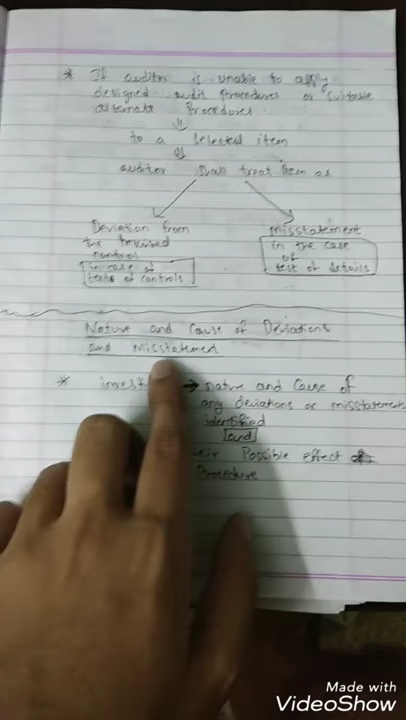 * If auditor is unable to apply
designed audit procedures or suitable
alternate Procedures
to a selected item
auditor shall treat item as
Deviation from
the
control
in case of
tests of controls
misstatement
in the case
of
test of details
Nature and Cause of Deviations
and misstatement
* investi → nature and cause of
any deviations or misstatements
identified
and
eir Possible effect
Procedure
Made with
VideoShow